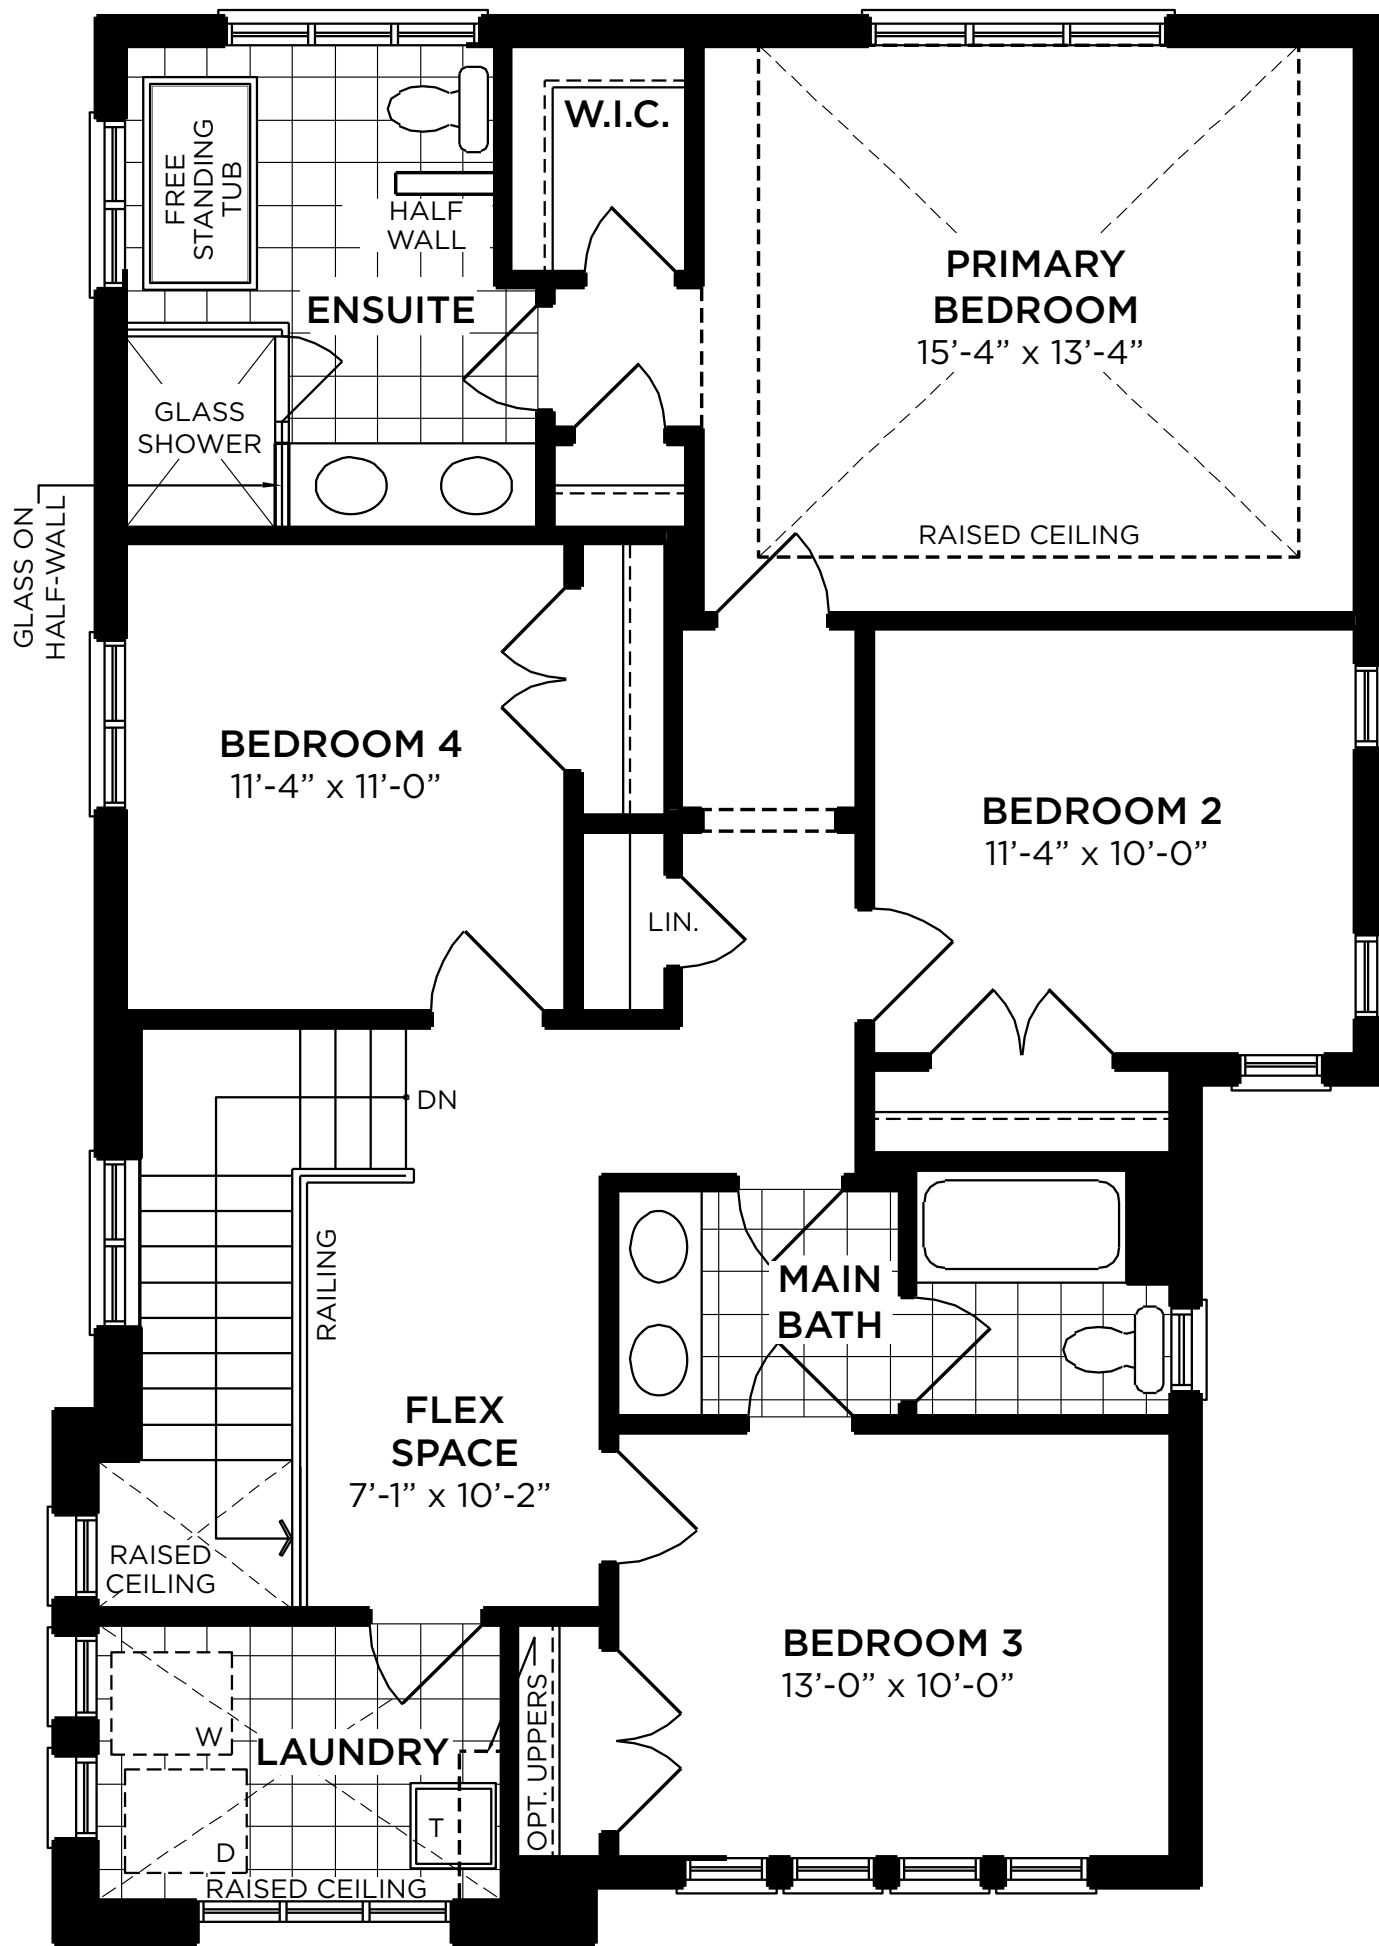 W.I.C.
FREE
STANDING
TUB
HALF
WALL
ENSUITE
PRIMARY
BEDROOM
15’-4” x 13’-4”
GLASS
SHOWER
GLASS ON
HALF-WALL
RAISED CEILING
BEDROOM 4
11’-4” x 11’-0”
BEDROOM 2
11’-4” x 10’-0”
LIN.
DN
RAILING
MAIN
BATH
FLEX
SPACE
7’-1” x 10’-2”
RAISED
CEILING
BEDROOM 3
13’-0” x 10’-0”
OPT. UPPERS
W
LAUNDRY
T
D
RAISED CEILING